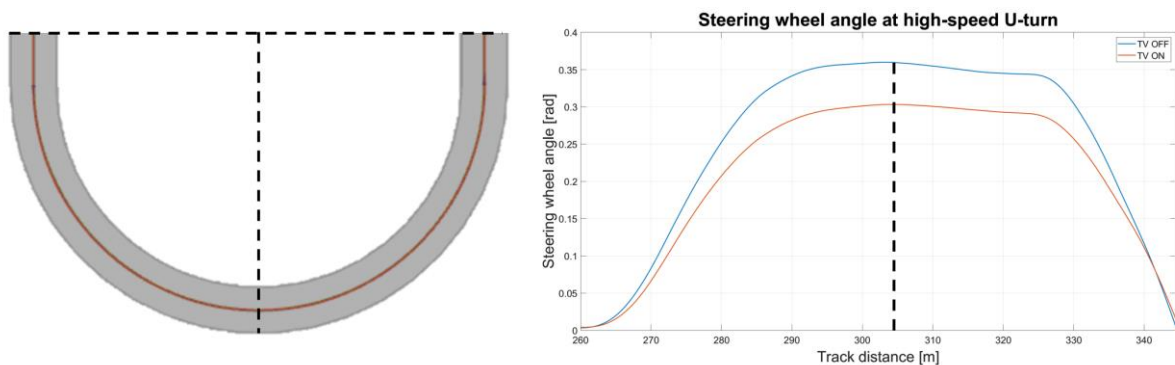 Steering wheel angle at high-speed U-turn
0.4
TV OFF
TV ON
0.35
0.3
0.25
0.2
0.15
0.1
0.05
0
Steering wheel angle [rad]
260 270 280 290 300 310 320 330 340
Track distance [m]